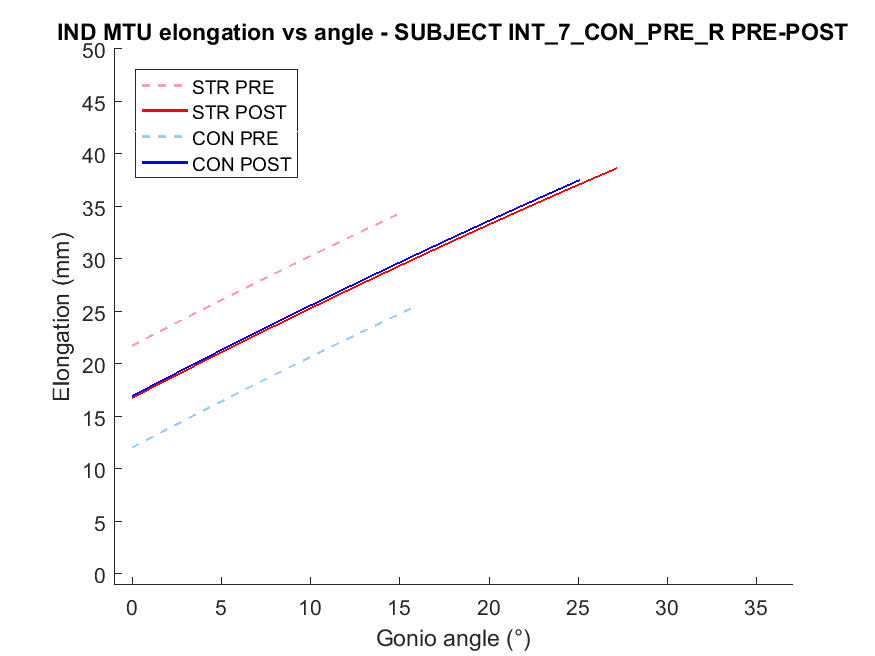 IND MTU elongation vs angle - SUBJECT INT_7_CON_PRE_R PRE-POST
50
45
40
35
30
25
20
15
10
5
0
Elongation (mm)
STR PRE
STR POST
CON PRE
CON POST
0 5 10 15 20 25 30 35
Gonio angle (°)